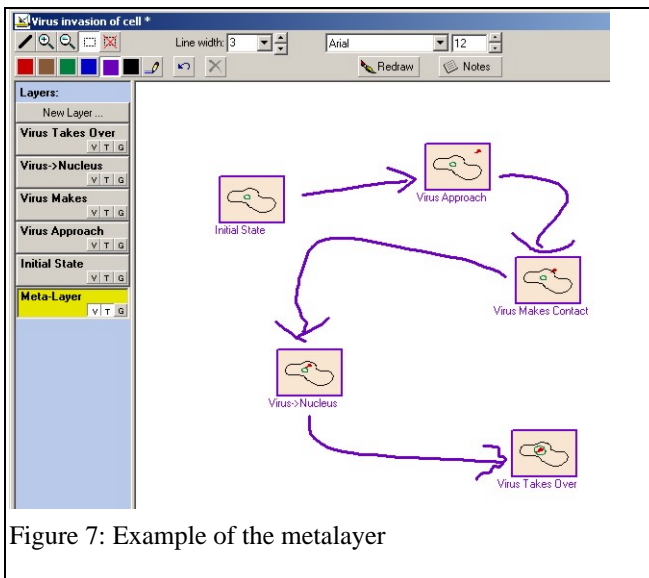 Virus invasion of cell *
Line width: 3
Arial
12
Redraw
Notes
Layers:
New Layer ...
Virus Takes Over
V T G
Virus->Nucleus
V T G
Virus Makes
V T G
Virus Approach
V T G
Initial State
V T G
Meta-Layer
V T G
Initial State
Virus Approach
Virus Makes Contact
Virus->Nucleus
Virus Takes Over
Figure 7: Example of the metalayer